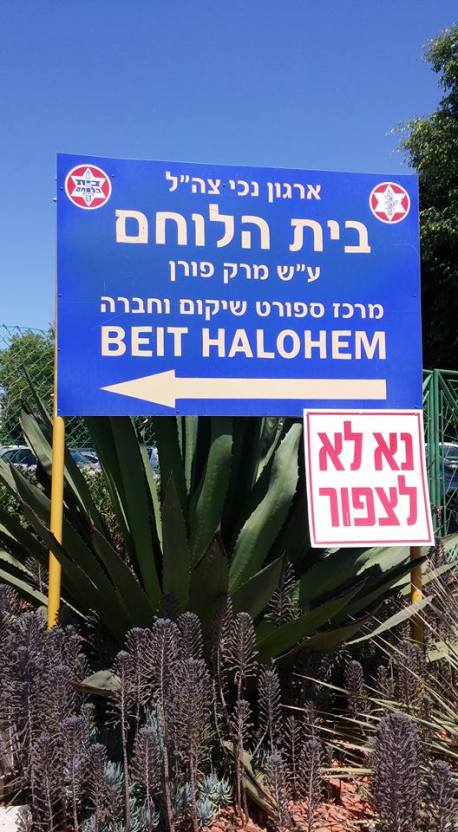 ארגון נכי צה"ל
בית הלוחם
ע"ש מרק פורן
מרכז ספורט שיקום וחברה
BEIT HALOHEM
נא לא
לצפור